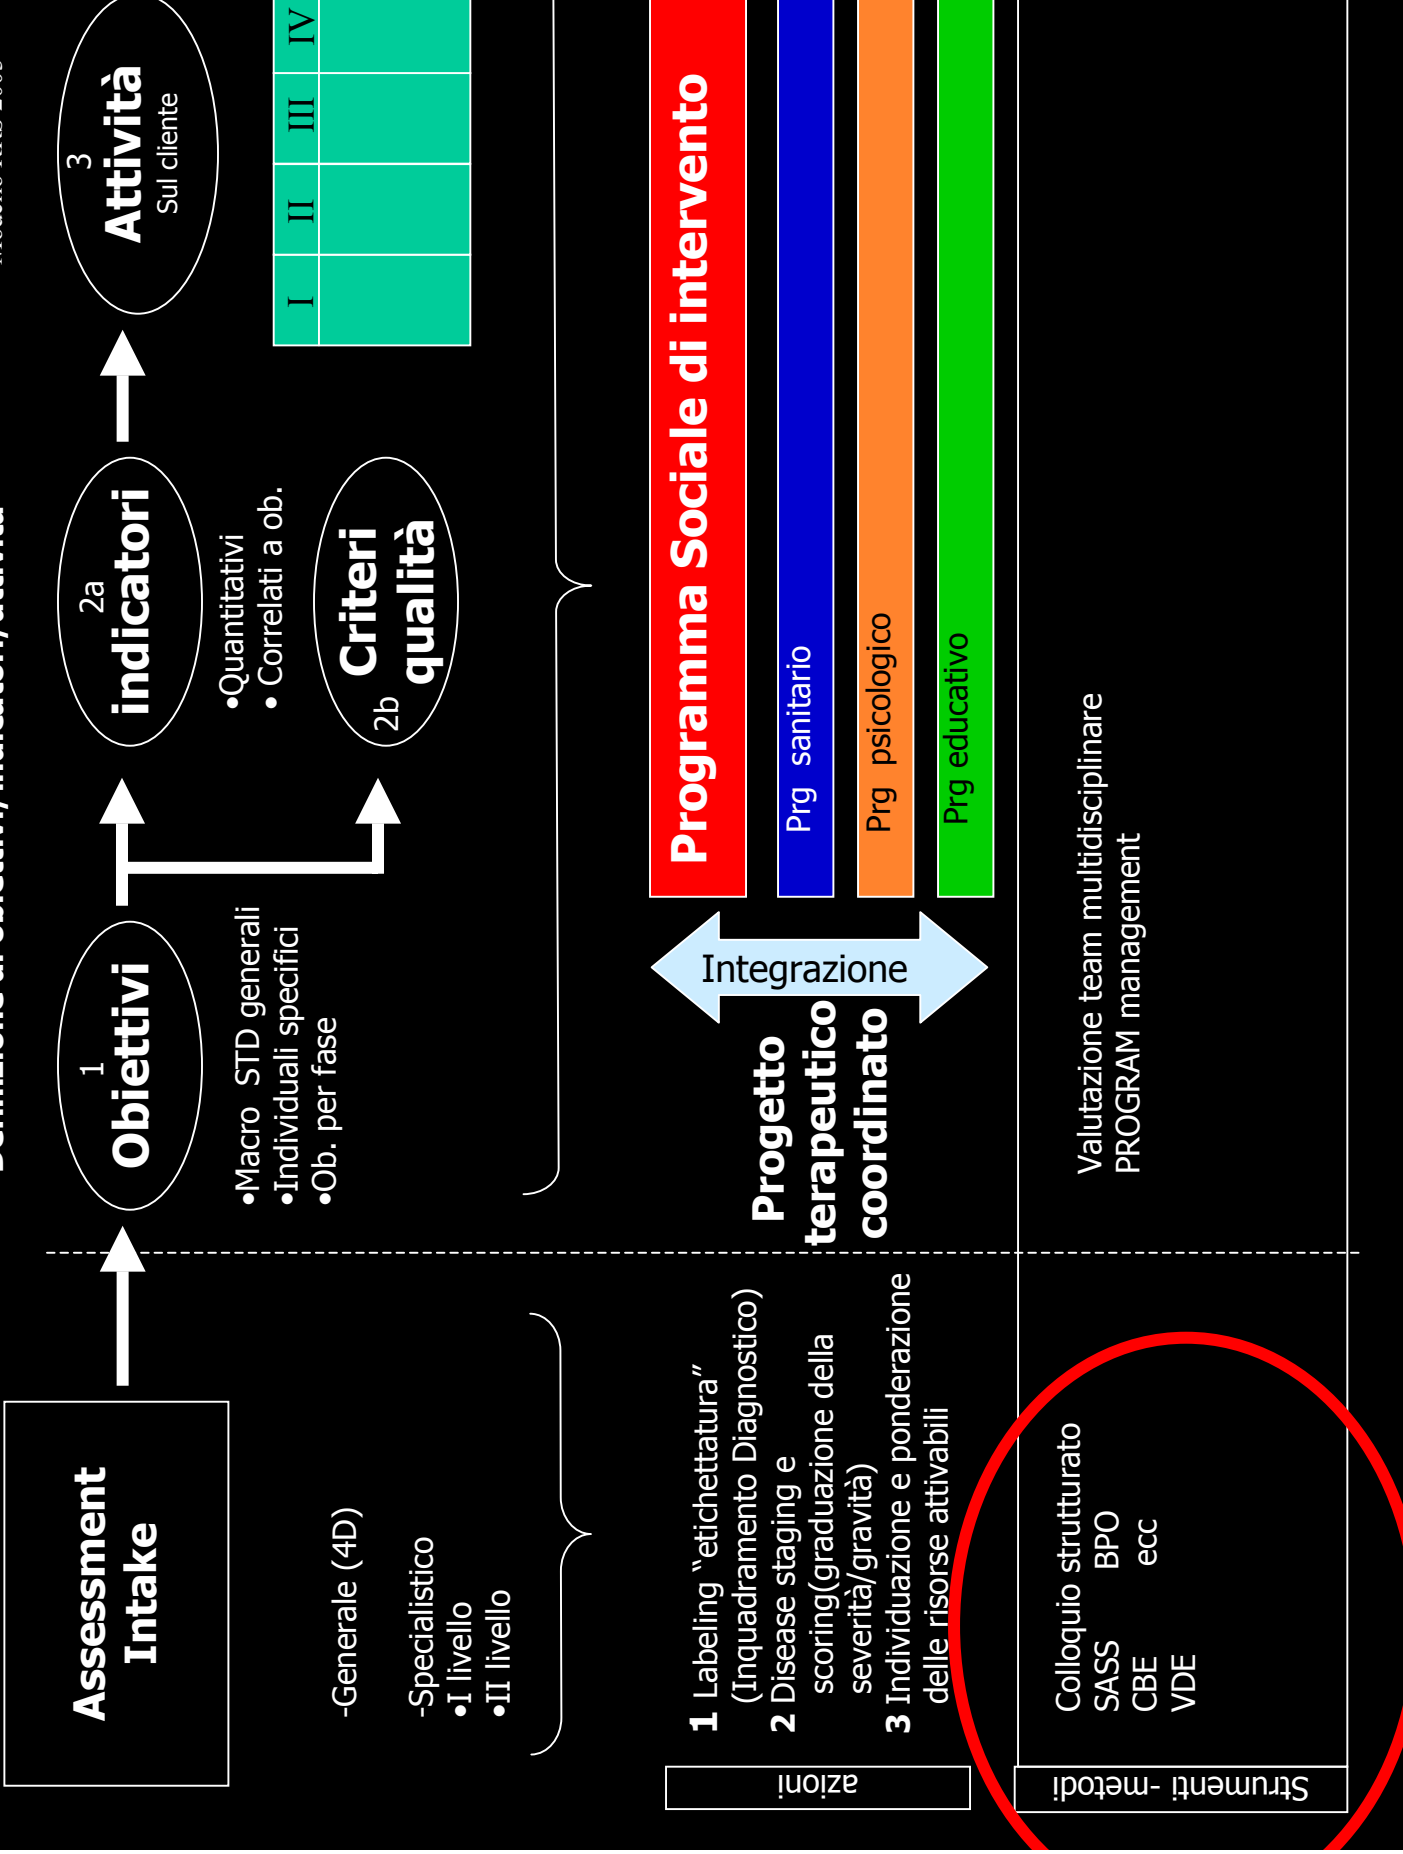 Assessment
Intake
-Generale (4D)
-Specialistico
•I livello
•II livello
azioni
1 Labeling “etichettatura”
(Inquadramento Diagnostico)
2 Disease staging e
scoring(graduazione della
severità/gravità)
3 Individuazione e ponderazione
delle risorse attivabili
Strumenti -metodi
Colloquio strutturato
SASS BPO
CBE ecc
VDE
1
Obiettivi
•Macro STD generali
•Individuali specifici
•Ob. per fase
2a
indicatori
•Quantitativi
• Correlati a ob.
2b Criteri
qualità
3
Attività
Sul cliente
I II III IV
Progetto
terapeutico
coordinato
Integrazione
Programma Sociale di intervento
Prg sanitario
Prg psicologico
Prg educativo
Valutazione team multidisciplinare
PROGRAM management